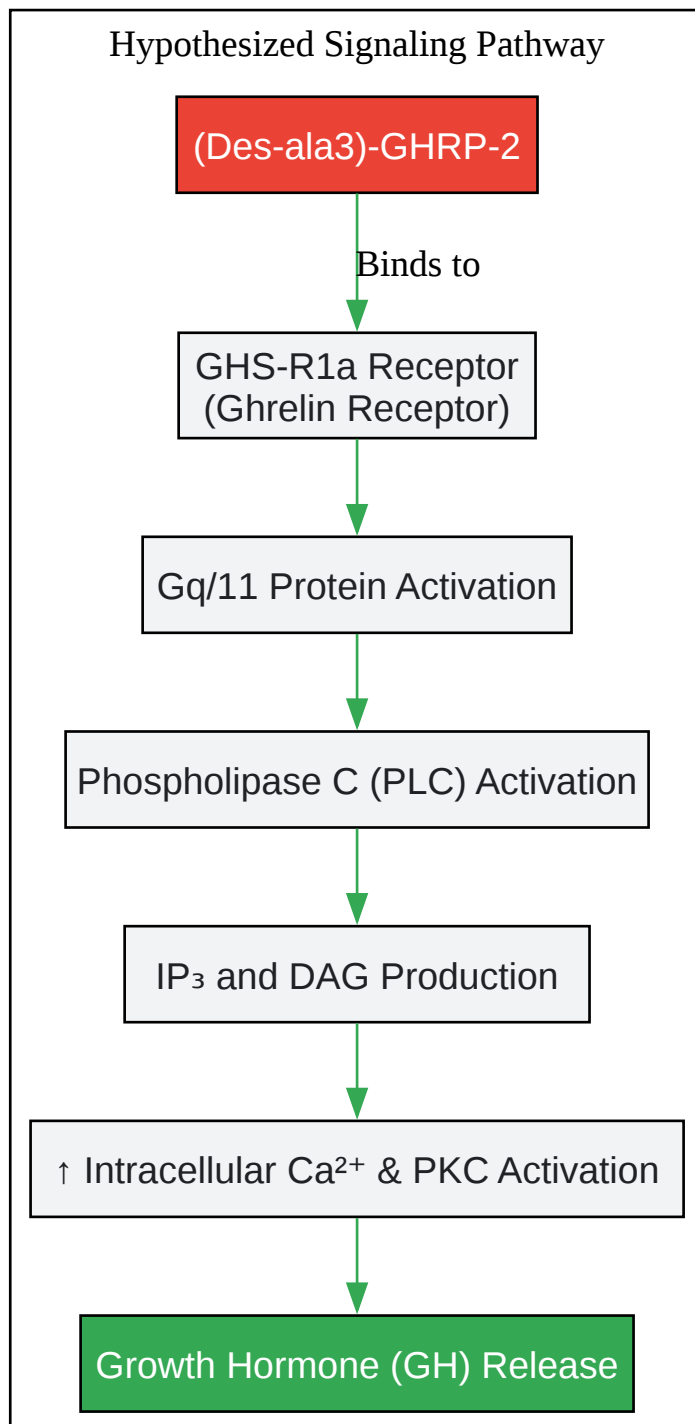 Hypothesized Signaling Pathway
(Des-ala3)-GHRP-2
Binds to
GHS-R1a Receptor
(Ghrelin Receptor)
Gq/11 Protein Activation
Phospholipase C (PLC) Activation
IP₃ and DAG Production
↑ Intracellular Ca²⁺ & PKC Activation
Growth Hormone (GH) Release